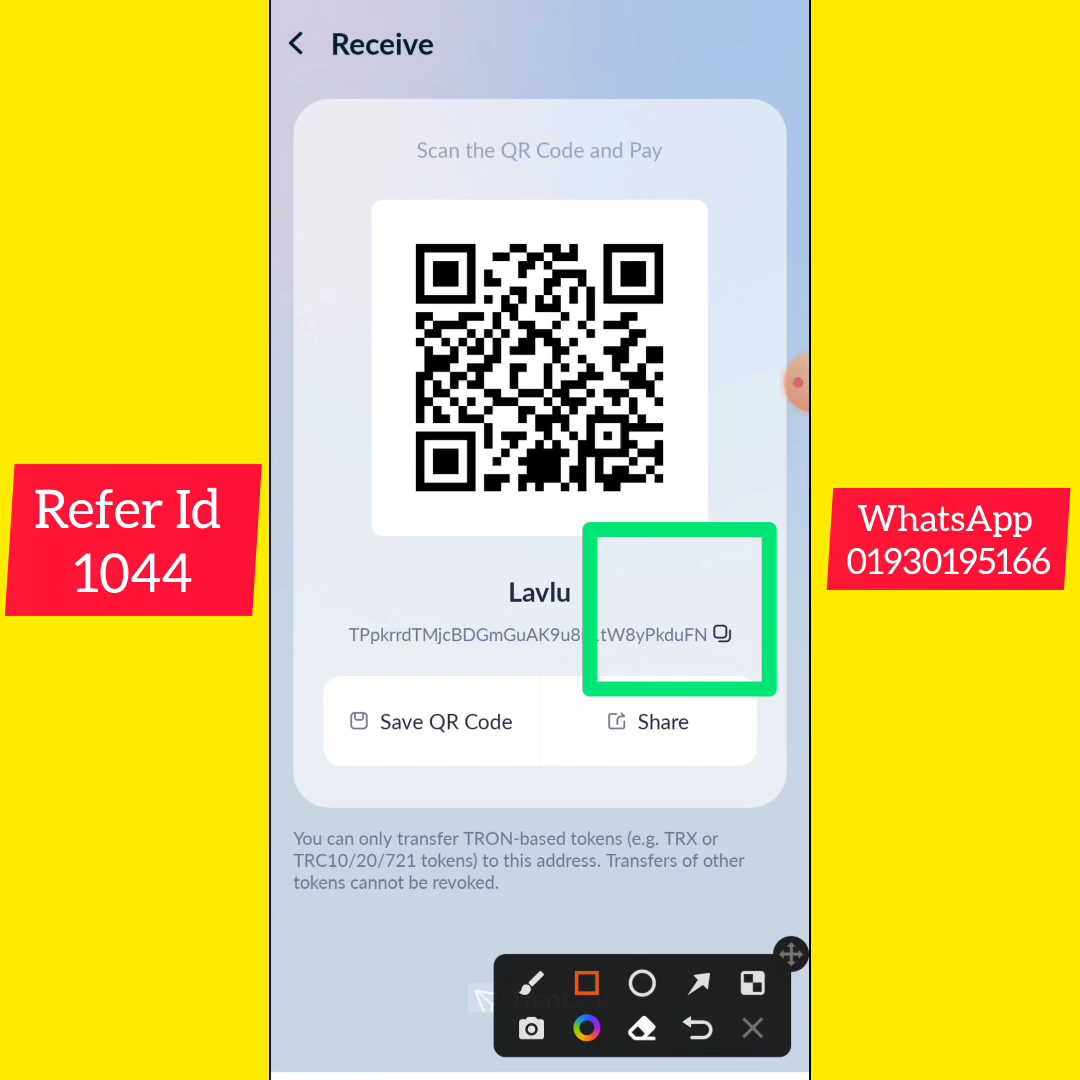 Receive
Scan the QR Code and Pay
Refer Id
1044
WhatsApp
01930195166
Lavlu
Save QR Code
Share
You can only transfer TRON-based tokens (e.g. TRX or
TRC10/20/721 tokens) to this address. Transfers of other
tokens cannot be revoked.